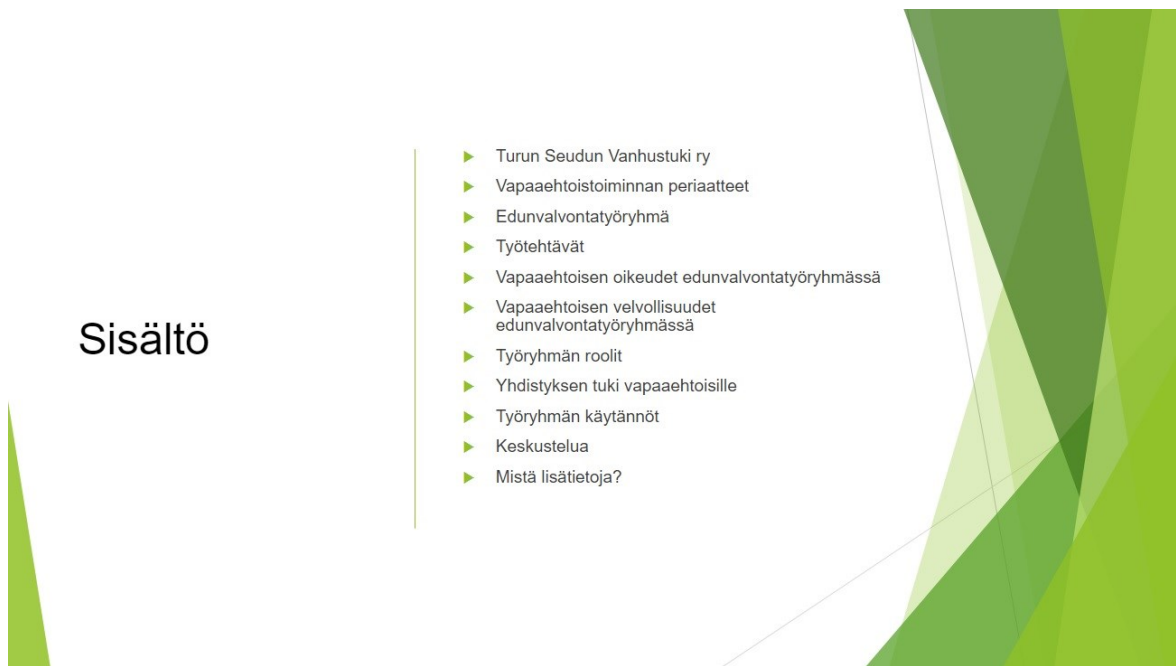 Sisältö
Turun Seudun Vanhustuki ry
Vapaaehtoistoiminnan periaatteet
Edunvalvontatyöryhmä
Työtehtävät
Vapaaehtoisen oikeudet edunvalvontatyöryhmässä
Vapaaehtoisen velvollisuudet
edunvalvontatyöryhmässä
Työryhmän roolit
Yhdistyksen tuki vapaaehtoisille
Työryhmän käytännöt
Keskustelua
Mistä lisätietoja?